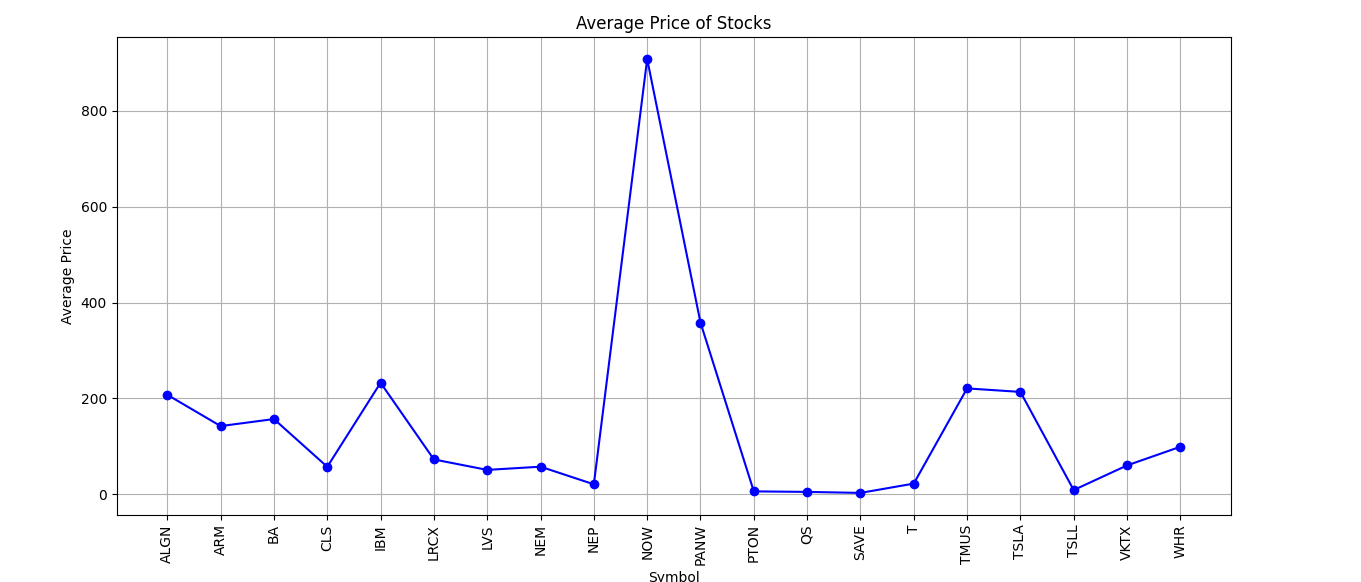 Average Price of Stocks
Average Price
800
600
400
200
0
ALGN
ARM
BA
CLS
IBM
LRCX
LVS
NEM
NEP
NOW
PANW
PTON
QS
SAVE
T
TMUS
TSLA
TSLL
VKTX
WHR
Symbol